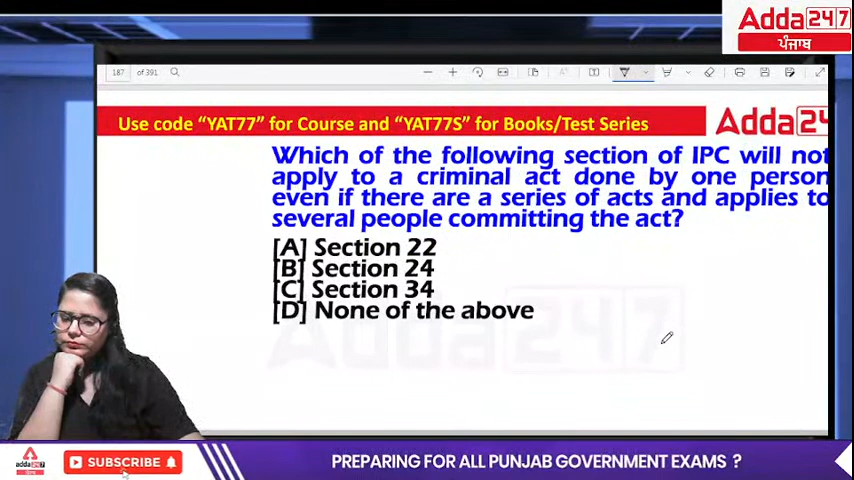 Adda247
ਪੰਜਾਬ
187 of 391
Use code “YAT77” for Course and “YAT77S” for Books/Test Series
Adda24
Which of the following section of IPC will not
apply to a criminal act done by one person
even if there are a series of acts and applies to
several people committing the act?
[A] Section 22
[B] Section 24
[C] Section 34
[D] None of the above
Adda247
adda247
ਪੰਜਾਬ
SUBSCRIBE
PREPARING FOR ALL PUNJAB GOVERNMENT EXAMS ?